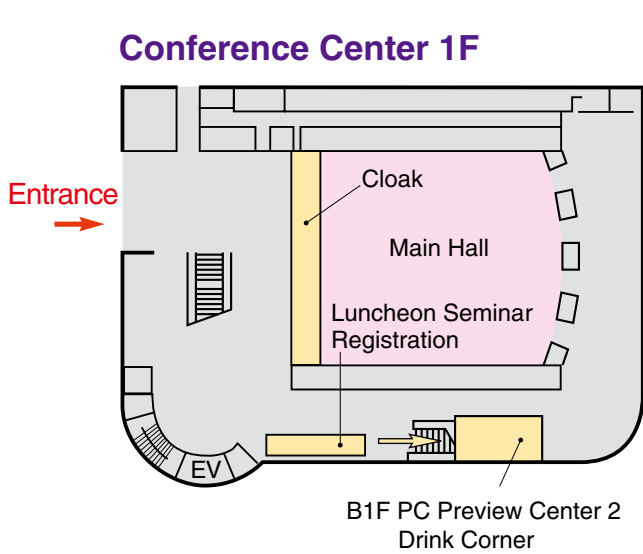 Conference Center 1F
Entrance
Cloak
Main Hall
Luncheon Seminar
Registration
EV
B1F PC Preview Center 2
Drink Corner